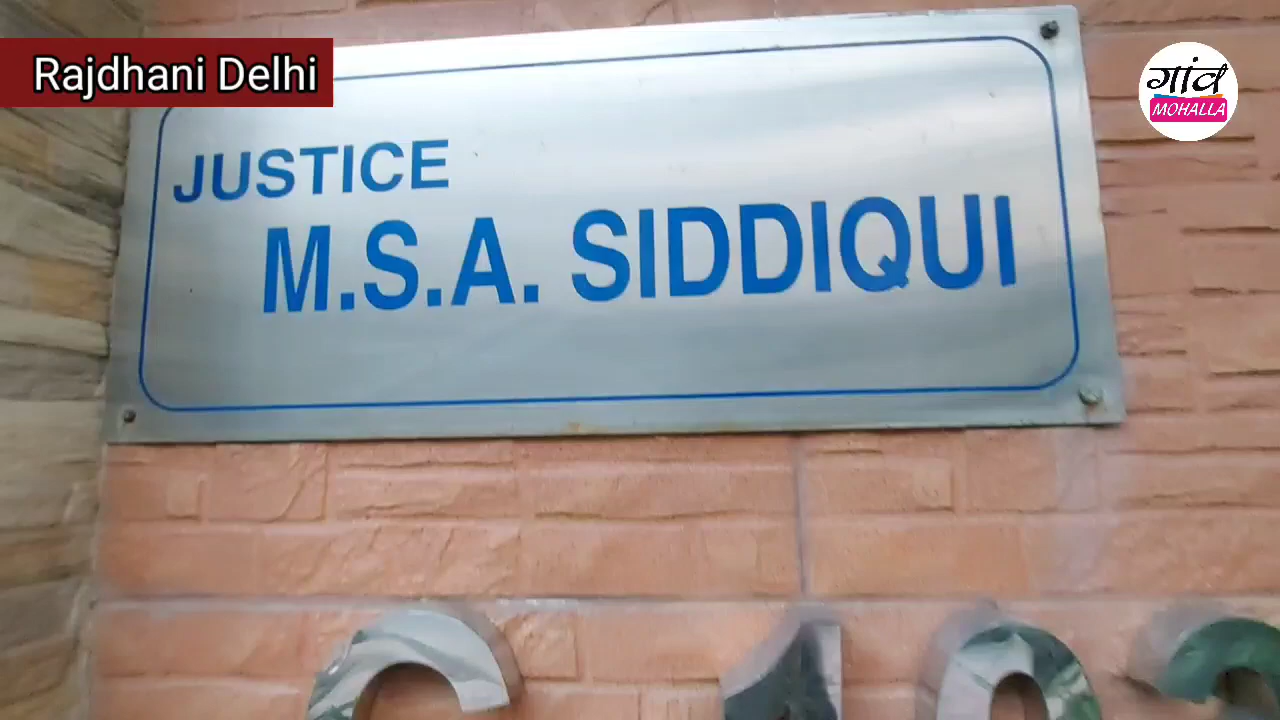 Rajdhani Delhi
गांव
MOHALLA
JUSTICE
M.S.A. SIDDIQUI